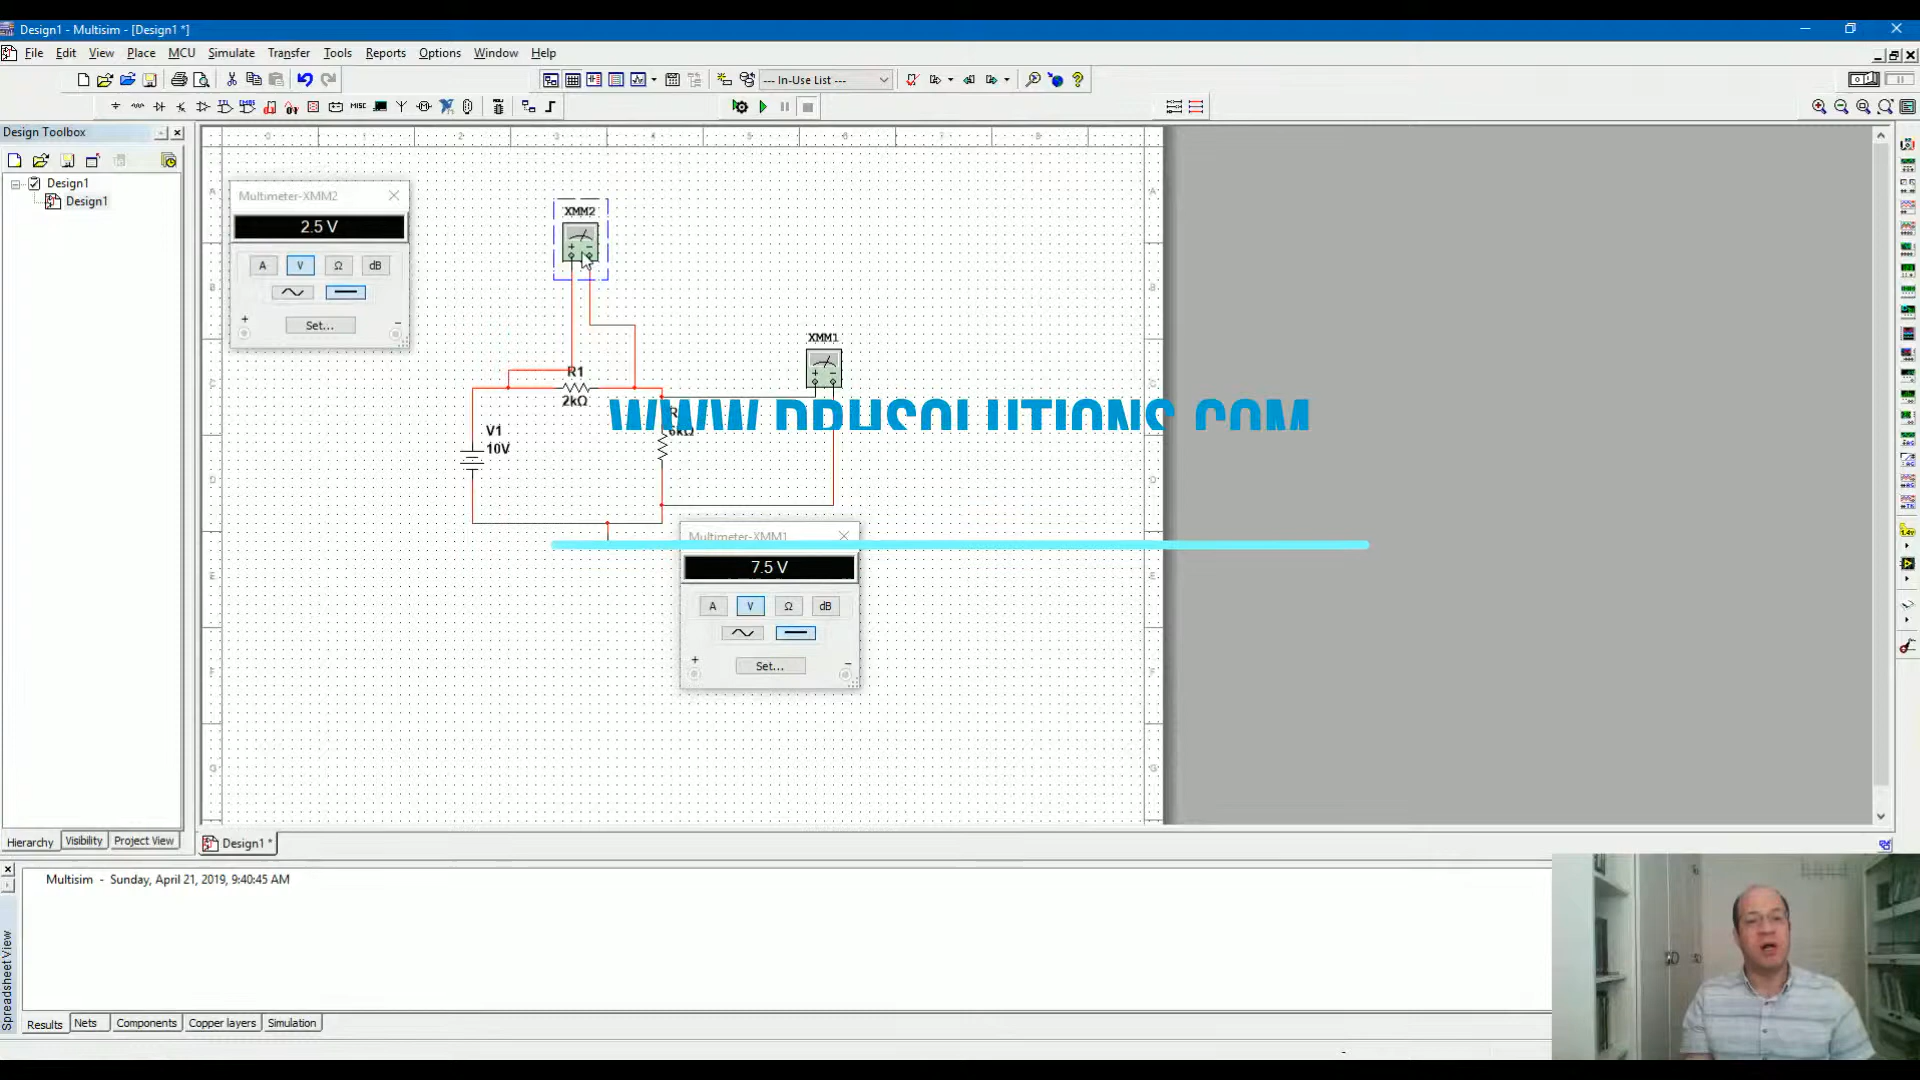 Design1 - Multisim - [Design1 *]
File Edit View Place MCU Simulate Transfer Tools Reports Options Window Help
--- In-Use List ---
Design Toolbox
Design1
Design1
Multimeter-XMM2
2.5 V
A V Ω dB
+ -
Set...
XMM2
XMM1
R1
2kΩ
V1
10V
6kΩ
Multimeter-XMM1
7.5 V
A V Ω dB
+ -
Set...
Hierarchy Visibility Project View
Design1 *
Multisim - Sunday, April 21, 2019, 9:40:45 AM
Spreadsheet View
Results Nets Components Copper layers Simulation